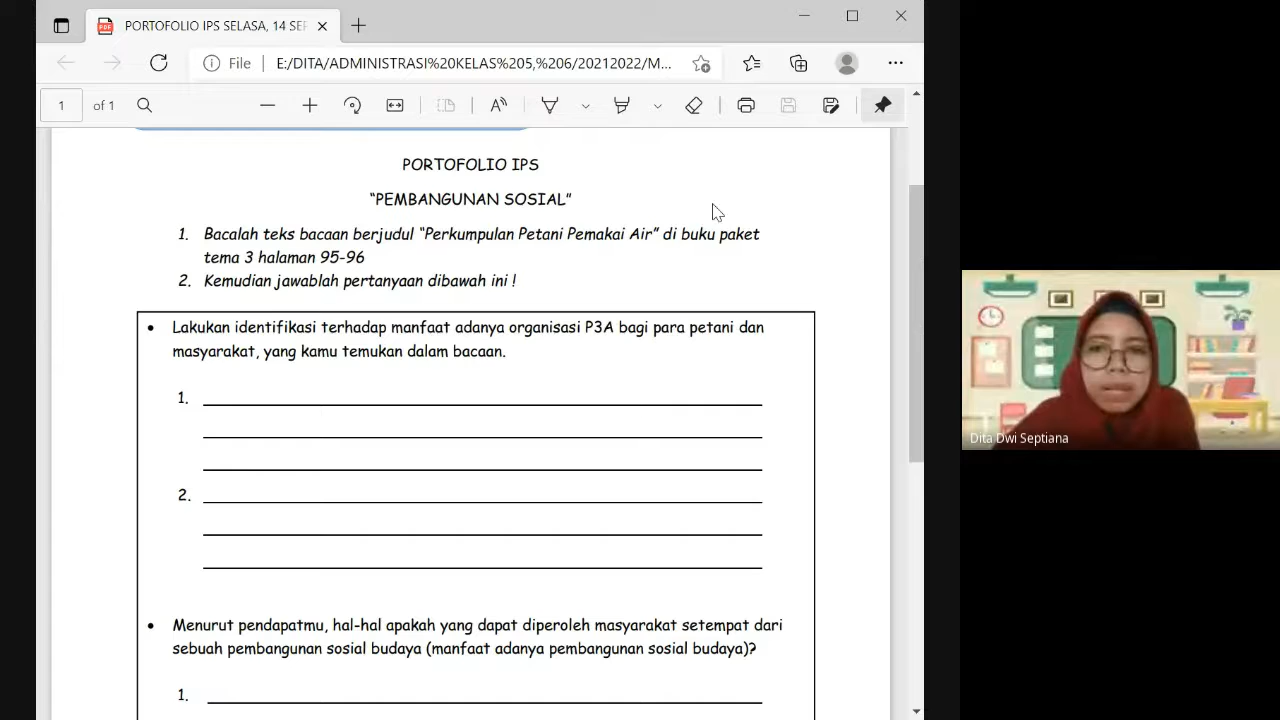 PORTOFOLIO IPS SELASA, 14 SEP
File E:/DITA/ADMINISTRASI%20KELAS%205,%206/20212022/M...
1 of 1
PORTOFOLIO IPS
“PEMBANGUNAN SOSIAL”
1. Bacalah teks bacaan berjudul “Perkumpulan Petani Pemakai Air” di buku paket
tema 3 halaman 95-96
2. Kemudian jawablah pertanyaan dibawah ini !
• Lakukan identifikasi terhadap manfaat adanya organisasi P3A bagi para petani dan
masyarakat, yang kamu temukan dalam bacaan.
1.
2.
• Menurut pendapatmu, hal-hal apakah yang dapat diperoleh masyarakat setempat dari
sebuah pembangunan sosial budaya (manfaat adanya pembangunan sosial budaya)?
1.
Dita Dwi Septiana